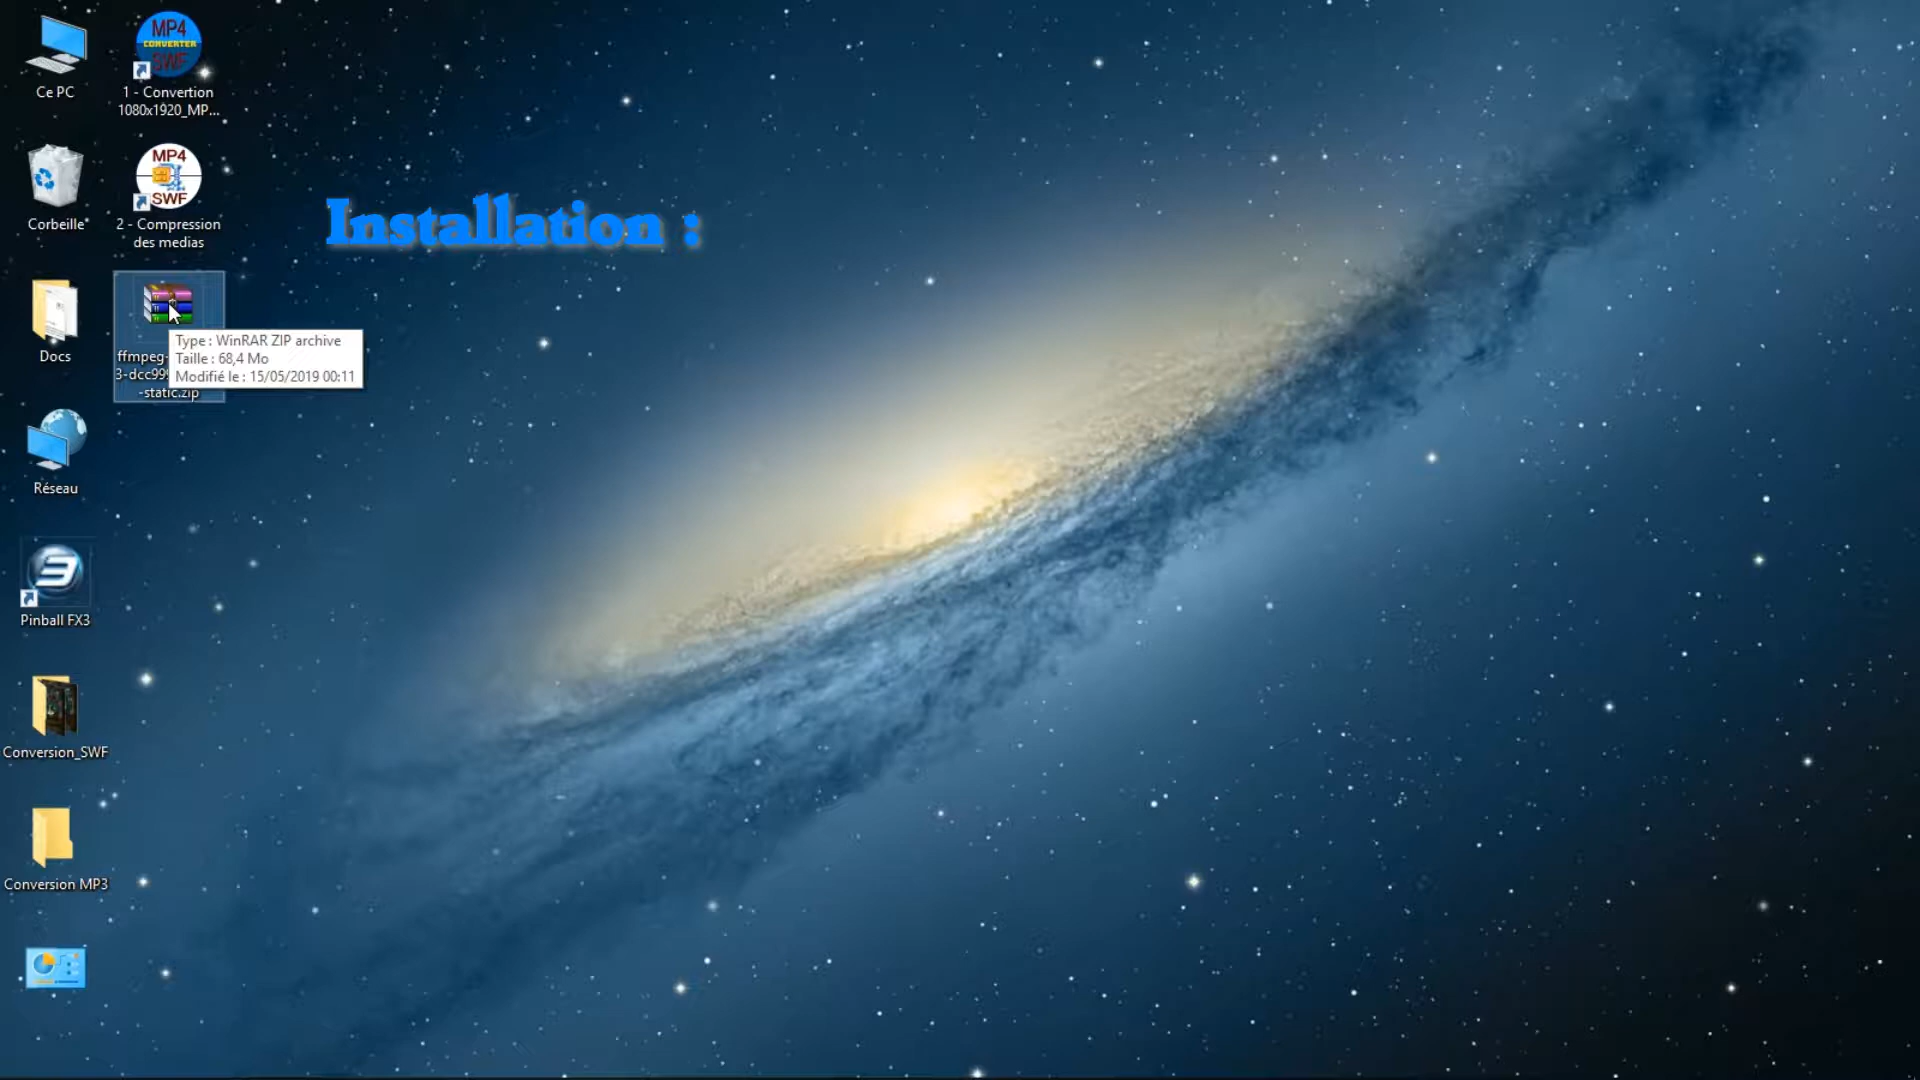 Ce PC
MP4
CONVERTER
SWF
1 - Convertion
1080x1920_MP...
Corbeille
MP4
SWF
2 - Compression
des medias
Installation :
Docs
ffmpeg-
3-dcc99
-static.zip
Type : WinRAR ZIP archive
Taille : 68,4 Mo
Modifié le : 15/05/2019 00:11
Réseau
Pinball FX3
Conversion_SWF
Conversion MP3